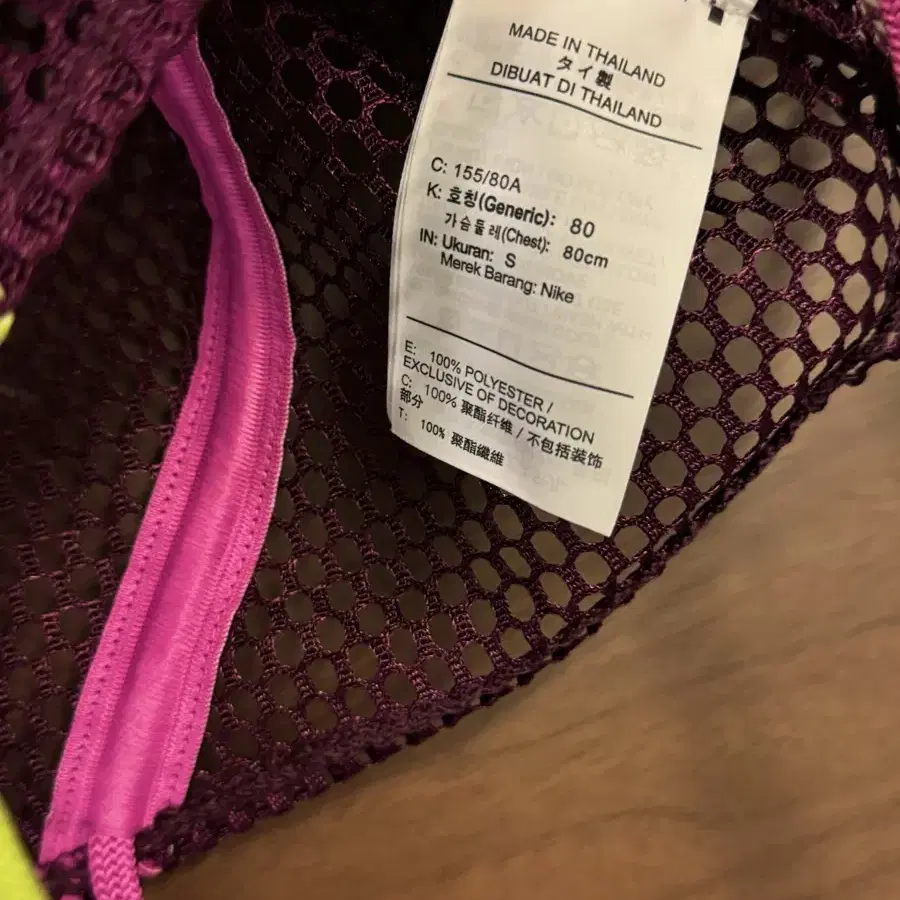 MADE IN THAILAND
タイ製
DIBUAT DI THAILAND
C: 155/80A
K: 호칭(Generic): 80
가슴둘레(Chest): 80cm
IN: Ukuran: S
Merek Barang: Nike
E: 100% POLYESTER /
EXCLUSIVE OF DECORATION
C: 100% 聚酯纤维 / 不包括装饰
部分
T: 100% 聚酯纖維